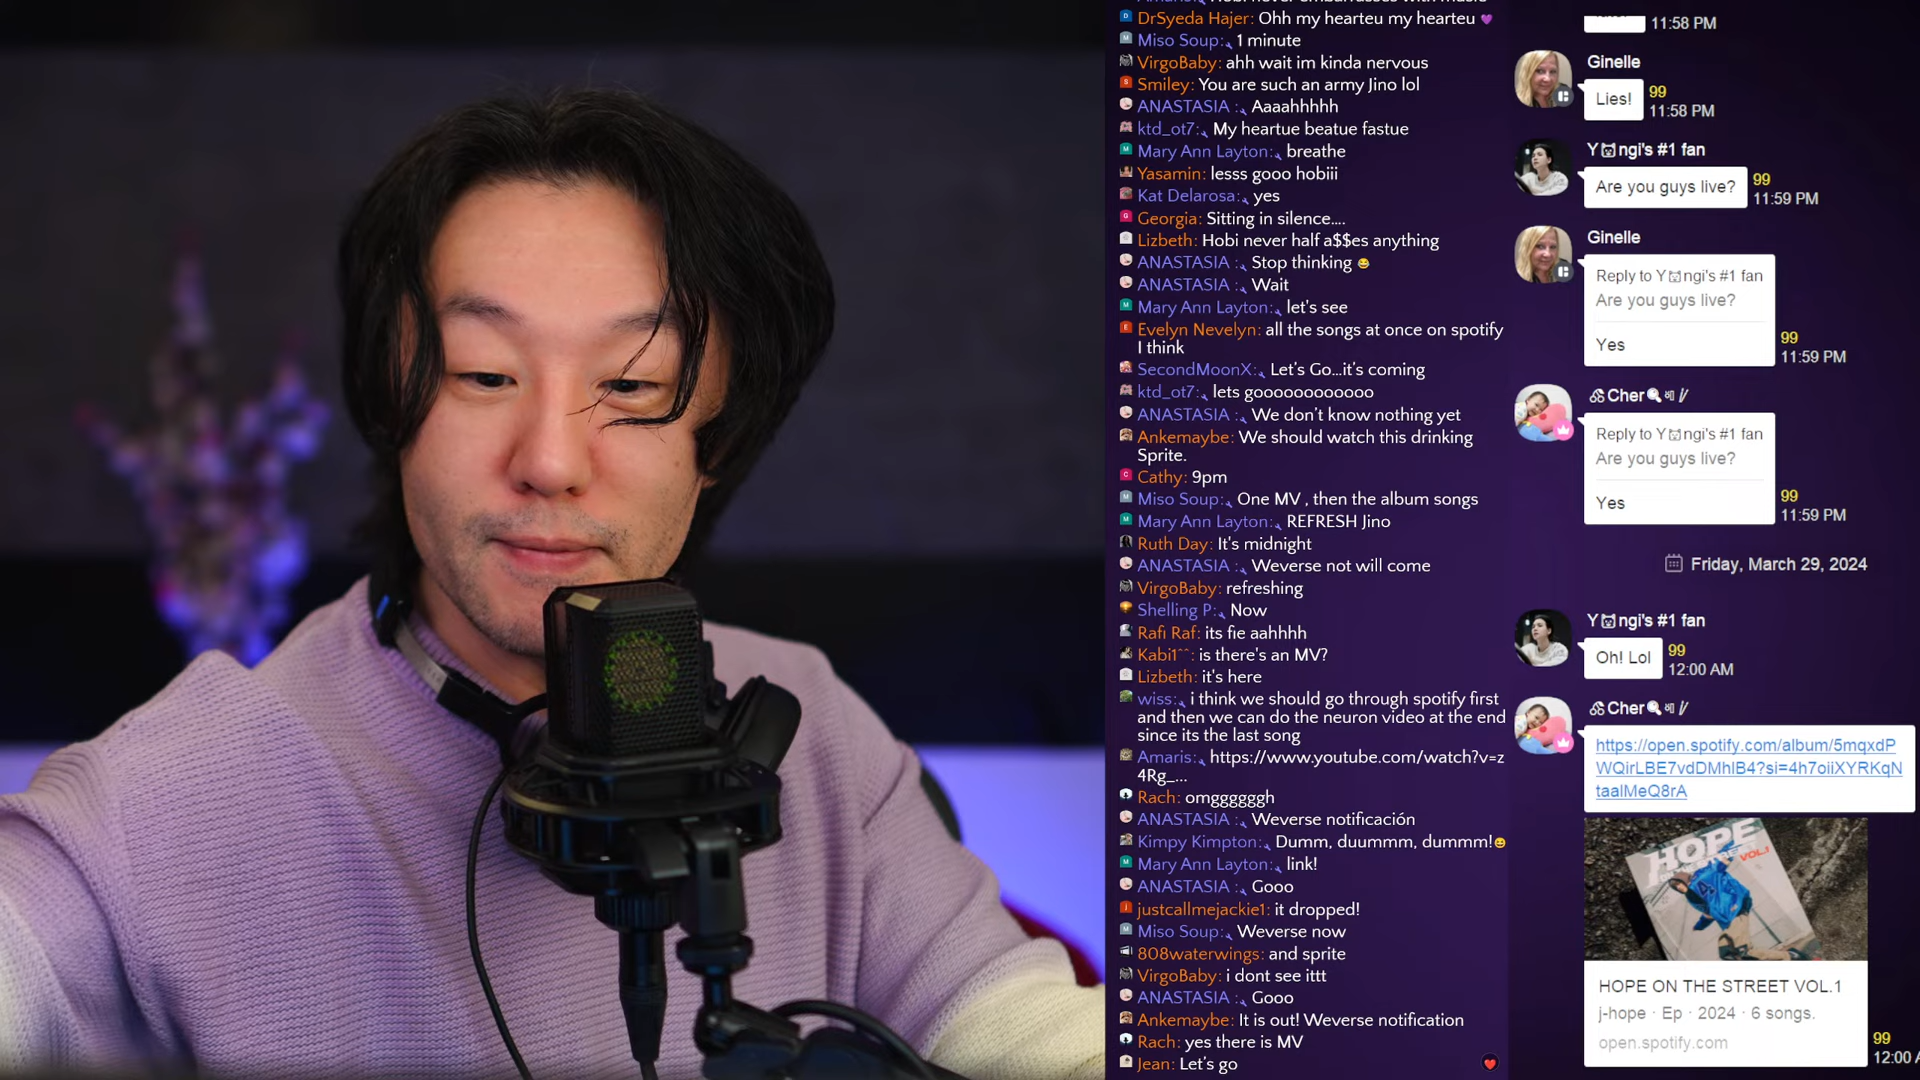 DrSyeda Hajer: Ohh my hearteu my hearteu 💜
Miso Soup: 1 minute
VirgoBaby: ahh wait im kinda nervous
Smiley: You are such an army Jino lol
ANASTASIA : Aaaahhhhh
ktd_ot7: My heartue beatue fastue
Mary Ann Layton: breathe
Yasamin: lesss gooo hobiii
Kat Delarosa: yes
Georgia: Sitting in silence....
Lizbeth: Hobi never half a$$es anything
ANASTASIA : Stop thinking 😂
ANASTASIA : Wait
Mary Ann Layton: let's see
Evelyn Nevelyn: all the songs at once on spotify
I think
SecondMoonX: Let's Go...it's coming
ktd_ot7: lets gooooooooooo
ANASTASIA : We don't know nothing yet
Ankemaybe: We should watch this drinking
Sprite.
Cathy: 9pm
Miso Soup: One MV , then the album songs
Mary Ann Layton: REFRESH Jino
Ruth Day: It's midnight
ANASTASIA : Weverse not will come
VirgoBaby: refreshing
Shelling P: Now
Rafi Raf: its fie aahhhh
Kabi1^^: is there's an MV?
Lizbeth: it's here
wiss: i think we should go through spotify first
and then we can do the neuron video at the end
since its the last song
Amaris: https://www.youtube.com/watch?v=z
4Rg_...
Rach: omggggggh
ANASTASIA : Weverse notificación
Kimpy Kimpton: Dumm, duummm, dummm!😄
Mary Ann Layton: link!
ANASTASIA : Gooo
justcallmejackie1: it dropped!
Miso Soup: Weverse now
808waterwings: and sprite
VirgoBaby: i dont see ittt
ANASTASIA : Gooo
Ankemaybe: It is out! Weverse notification
Rach: yes there is MV
Jean: Let's go
11:58 PM
Ginelle
Lies!
99
11:58 PM
Y🐱ngi's #1 fan
Are you guys live?
99
11:59 PM
Ginelle
Reply to Y🐱ngi's #1 fan
Are you guys live?
Yes
99
11:59 PM
Cher
Reply to Y🐱ngi's #1 fan
Are you guys live?
Yes
99
11:59 PM
Friday, March 29, 2024
Y🐱ngi's #1 fan
Oh! Lol
99
12:00 AM
Cher
https://open.spotify.com/album/5mqxdP
WQirLBE7vdDMhlB4?si=4h7oiiXYRKqN
taalMeQ8rA
HOPE
VOL.1
HOPE ON THE STREET VOL.1
j-hope · Ep · 2024 · 6 songs.
open.spotify.com
99
12:00